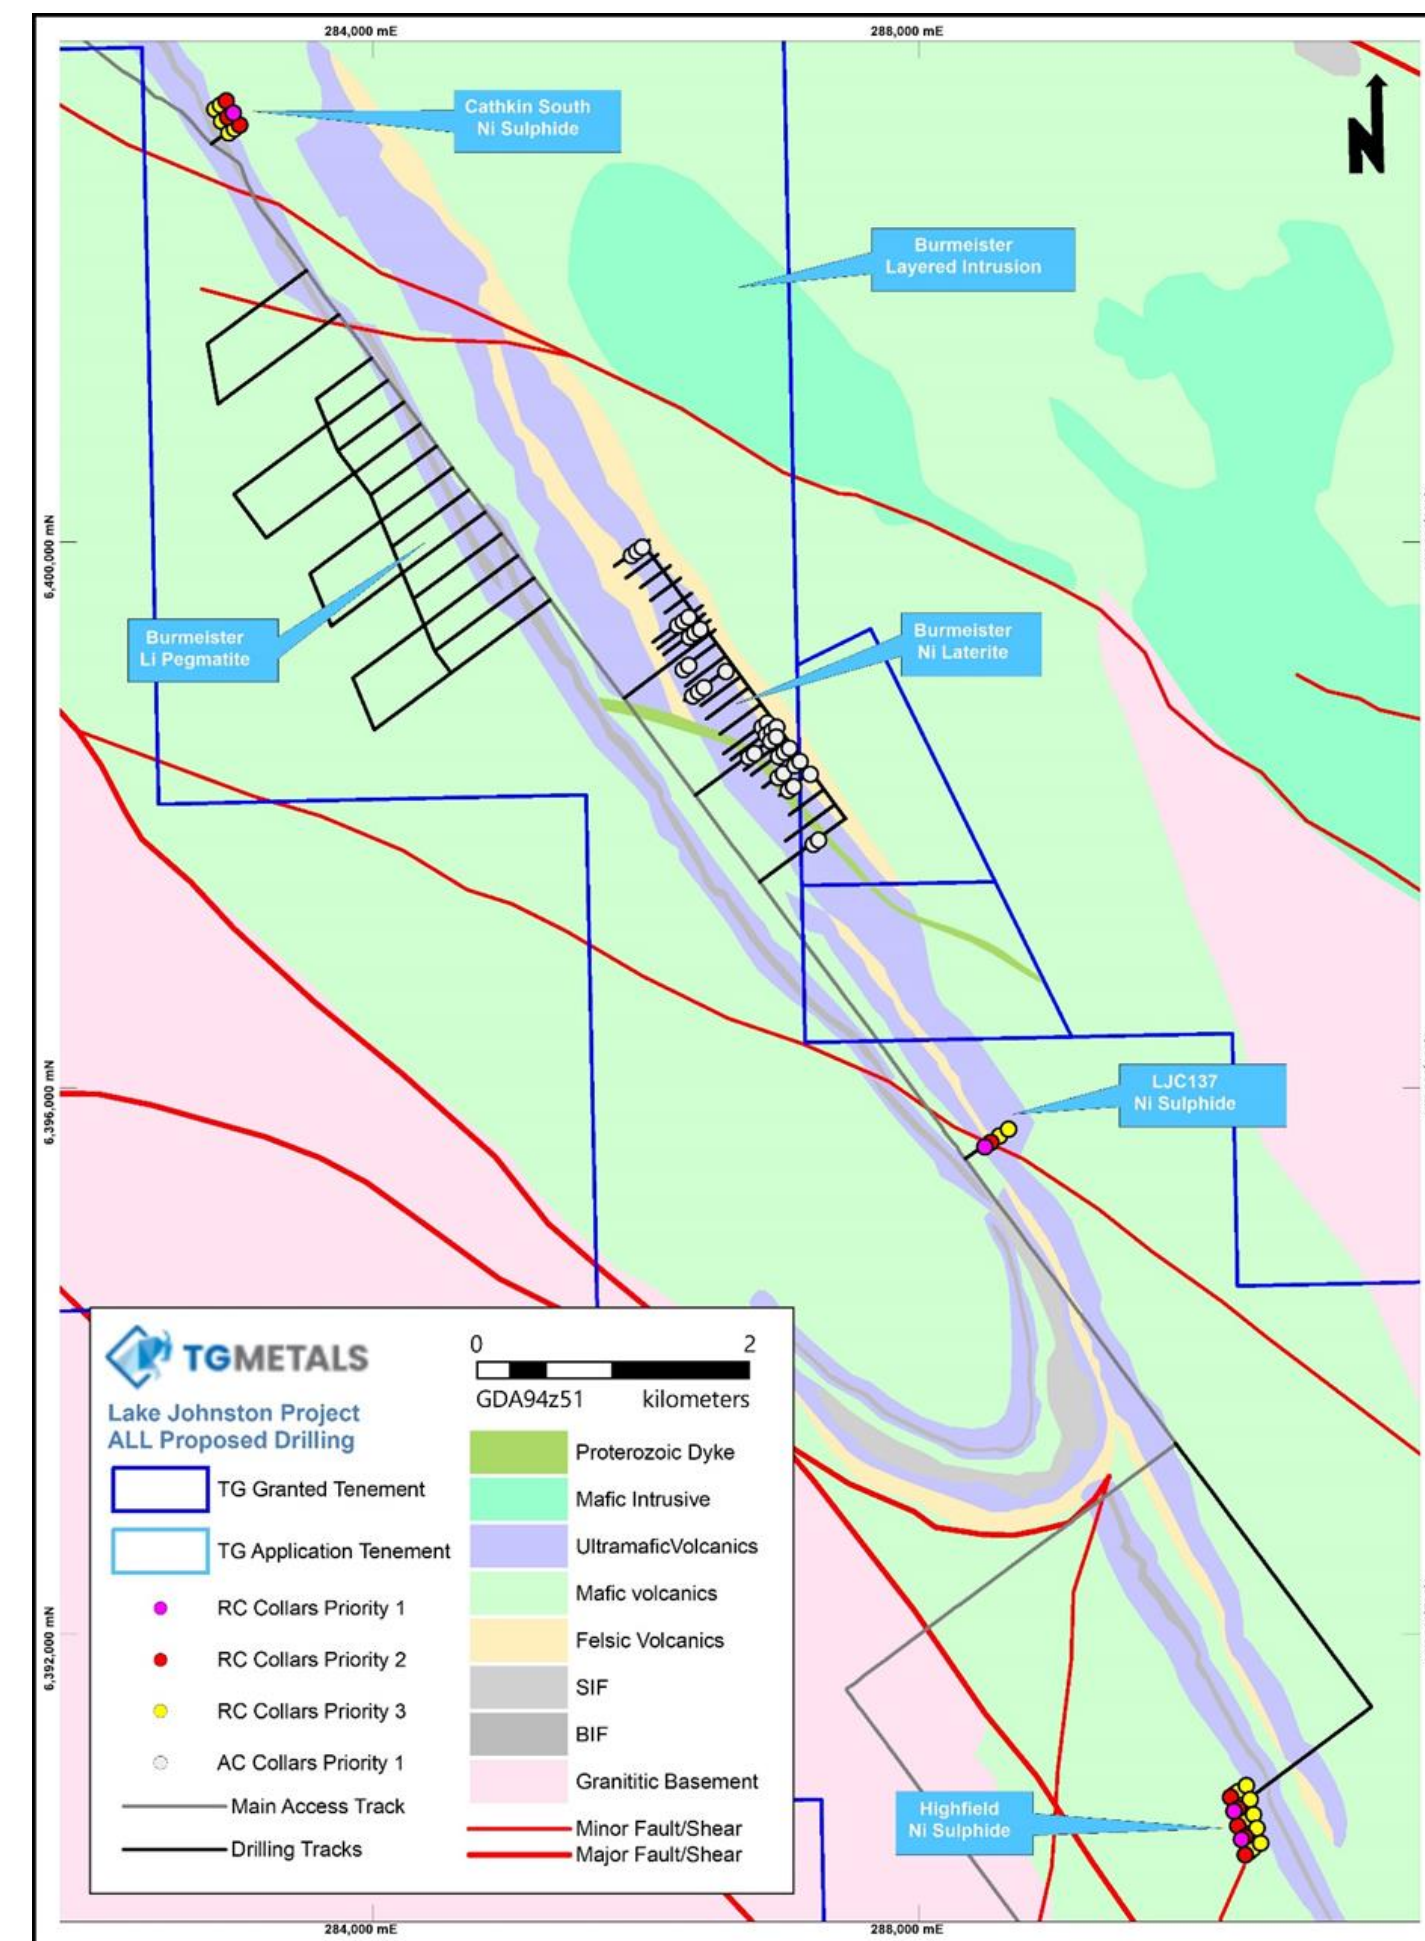 284,000 mE
288,000 mE
Cathkin South
Ni Sulphide
N
Burmeister
Layered Intrusion
6,400,000 mN
Burmeister
Li Pegmatite
Burmeister
Ni Laterite
6,396,000 mN
LJC137
Ni Sulphide
TGMETALS
Lake Johnston Project
ALL Proposed Drilling
TG Granted Tenement
TG Application Tenement
RC Collars Priority 1
RC Collars Priority 2
RC Collars Priority 3
AC Collars Priority 1
Main Access Track
Drilling Tracks
0 2
GDA94z51 kilometers
Proterozoic Dyke
Mafic Intrusive
UltramaficVolcanics
Mafic volcanics
Felsic Volcanics
SIF
BIF
Granititic Basement
Minor Fault/Shear
Major Fault/Shear
6,392,000 mN
Highfield
Ni Sulphide
284,000 mE
288,000 mE